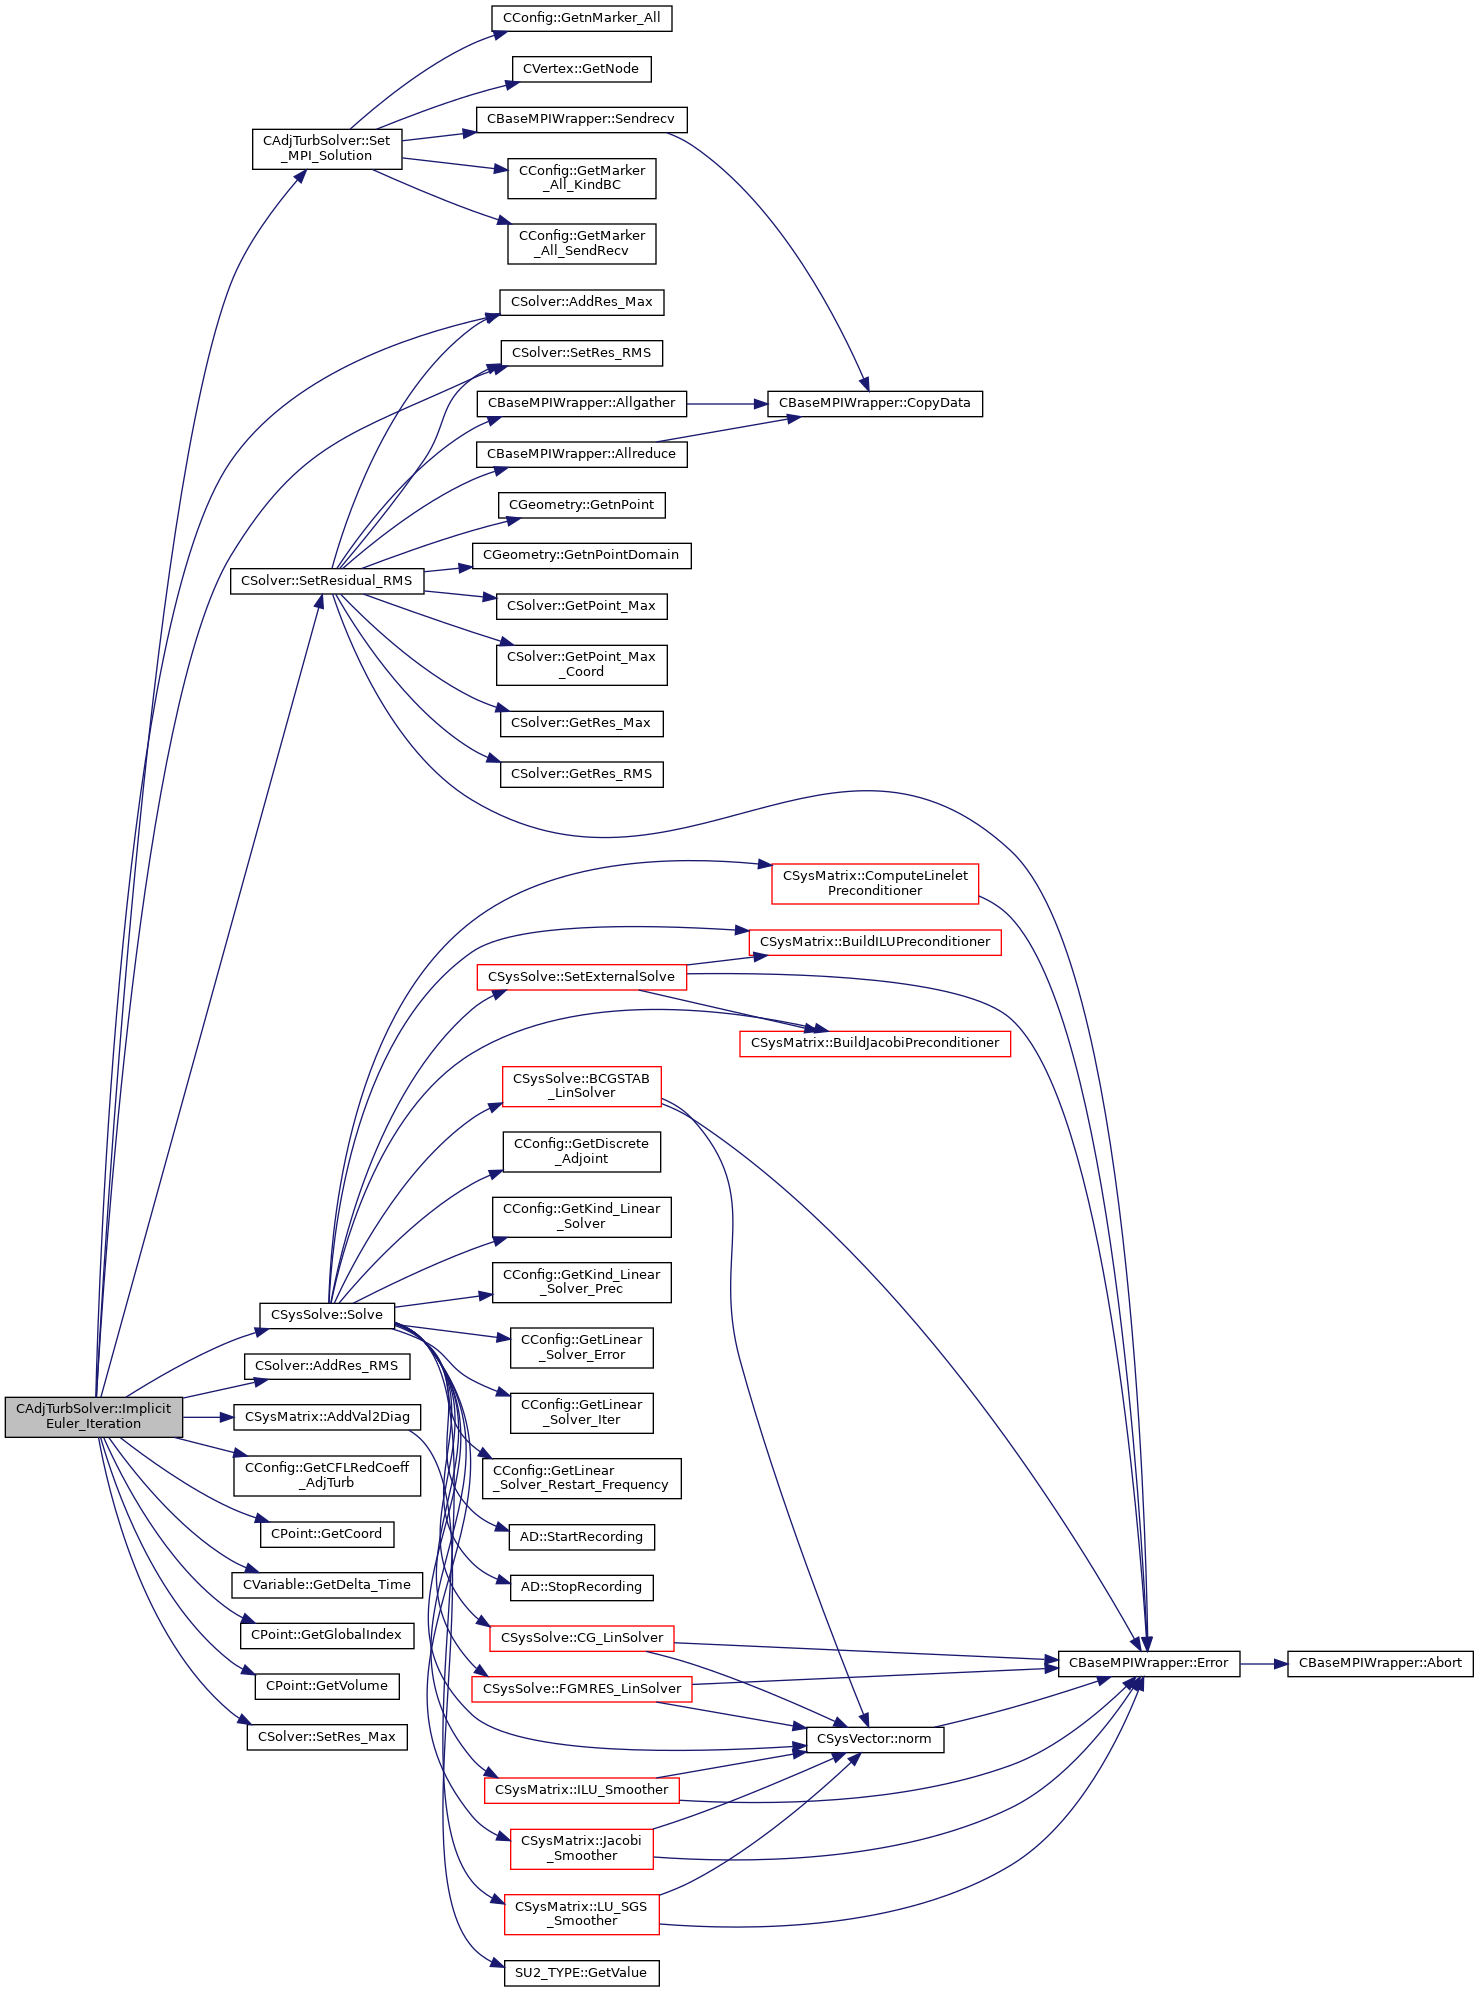 CConfig::GetnMarker_All
CVertex::GetNode
CBaseMPIWrapper::Sendrecv
CAdjTurbSolver::Set
_MPI_Solution
CConfig::GetMarker
_All_KindBC
CConfig::GetMarker
_All_SendRecv
CSolver::AddRes_Max
CSolver::SetRes_RMS
CBaseMPIWrapper::Allgather
CBaseMPIWrapper::CopyData
CBaseMPIWrapper::Allreduce
CGeometry::GetnPoint
CGeometry::GetnPointDomain
CSolver::SetResidual_RMS
CSolver::GetPoint_Max
CSolver::GetPoint_Max
_Coord
CSolver::GetRes_Max
CSolver::GetRes_RMS
CSysMatrix::ComputeLinelet
Preconditioner
CSysMatrix::BuildILUPreconditioner
CSysSolve::SetExternalSolve
CSysMatrix::BuildJacobiPreconditioner
CSysSolve::BCGSTAB
_LinSolver
CConfig::GetDiscrete
_Adjoint
CConfig::GetKind_Linear
_Solver
CConfig::GetKind_Linear
_Solver_Prec
CSysSolve::Solve
CConfig::GetLinear
_Solver_Error
CSolver::AddRes_RMS
CConfig::GetLinear
_Solver_Iter
CAdjTurbSolver::Implicit
Euler_Iteration
CSysMatrix::AddVal2Diag
CConfig::GetCFLRedCoeff
_AdjTurb
CConfig::GetLinear
_Solver_Restart_Frequency
CPoint::GetCoord
AD::StartRecording
CVariable::GetDelta_Time
AD::StopRecording
CPoint::GetGlobalIndex
CSysSolve::CG_LinSolver
CBaseMPIWrapper::Error
CBaseMPIWrapper::Abort
CPoint::GetVolume
CSysSolve::FGMRES_LinSolver
CSolver::SetRes_Max
CSysVector::norm
CSysMatrix::ILU_Smoother
CSysMatrix::Jacobi
_Smoother
CSysMatrix::LU_SGS
_Smoother
SU2_TYPE::GetValue